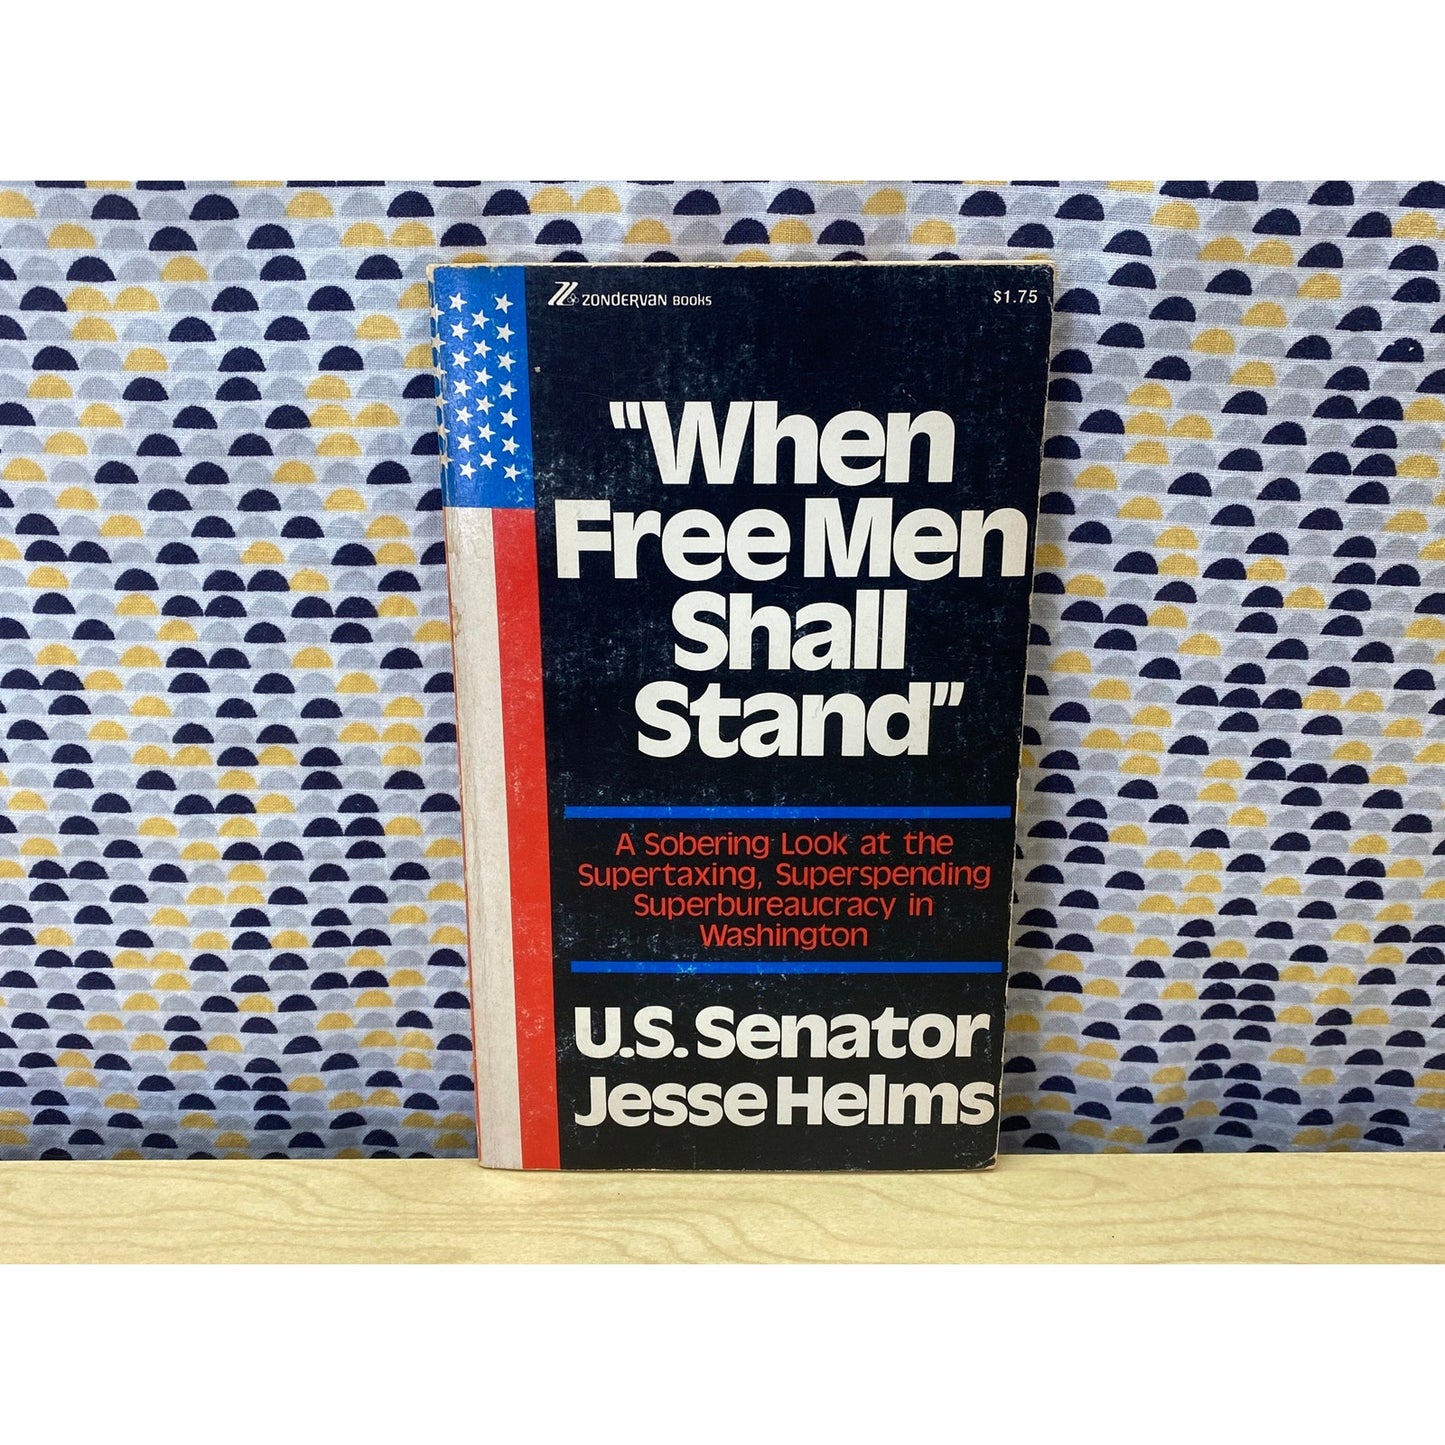 ZONDERVAN BOOKS $1.75
"When
Free Men
Shall
Stand"
A Sobering Look at the
Supertaxing, Superspending
Superbureaucracy in
Washington
U.S. Senator
Jesse Helms